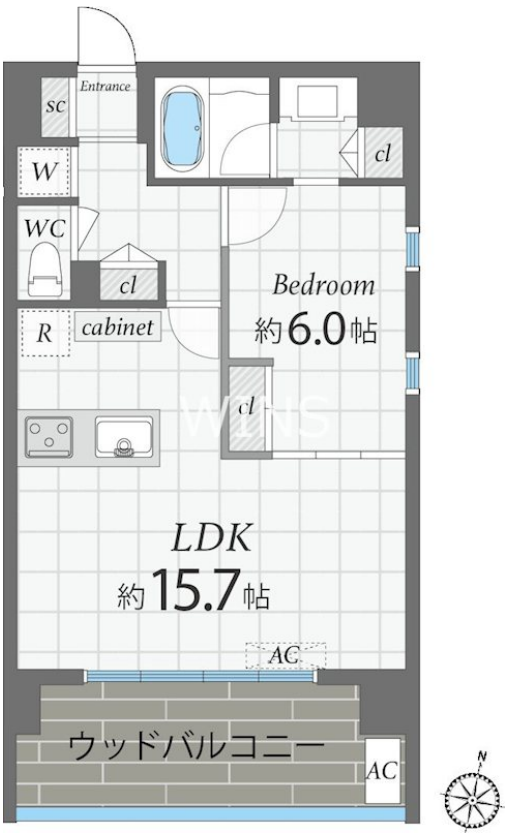 Entrance
sc
W
cl
WC
cl
Bedroom
約6.0帖
R
cabinet
cl
WINS
LDK
約15.7帖
AC
ウッドバルコニー
AC
N